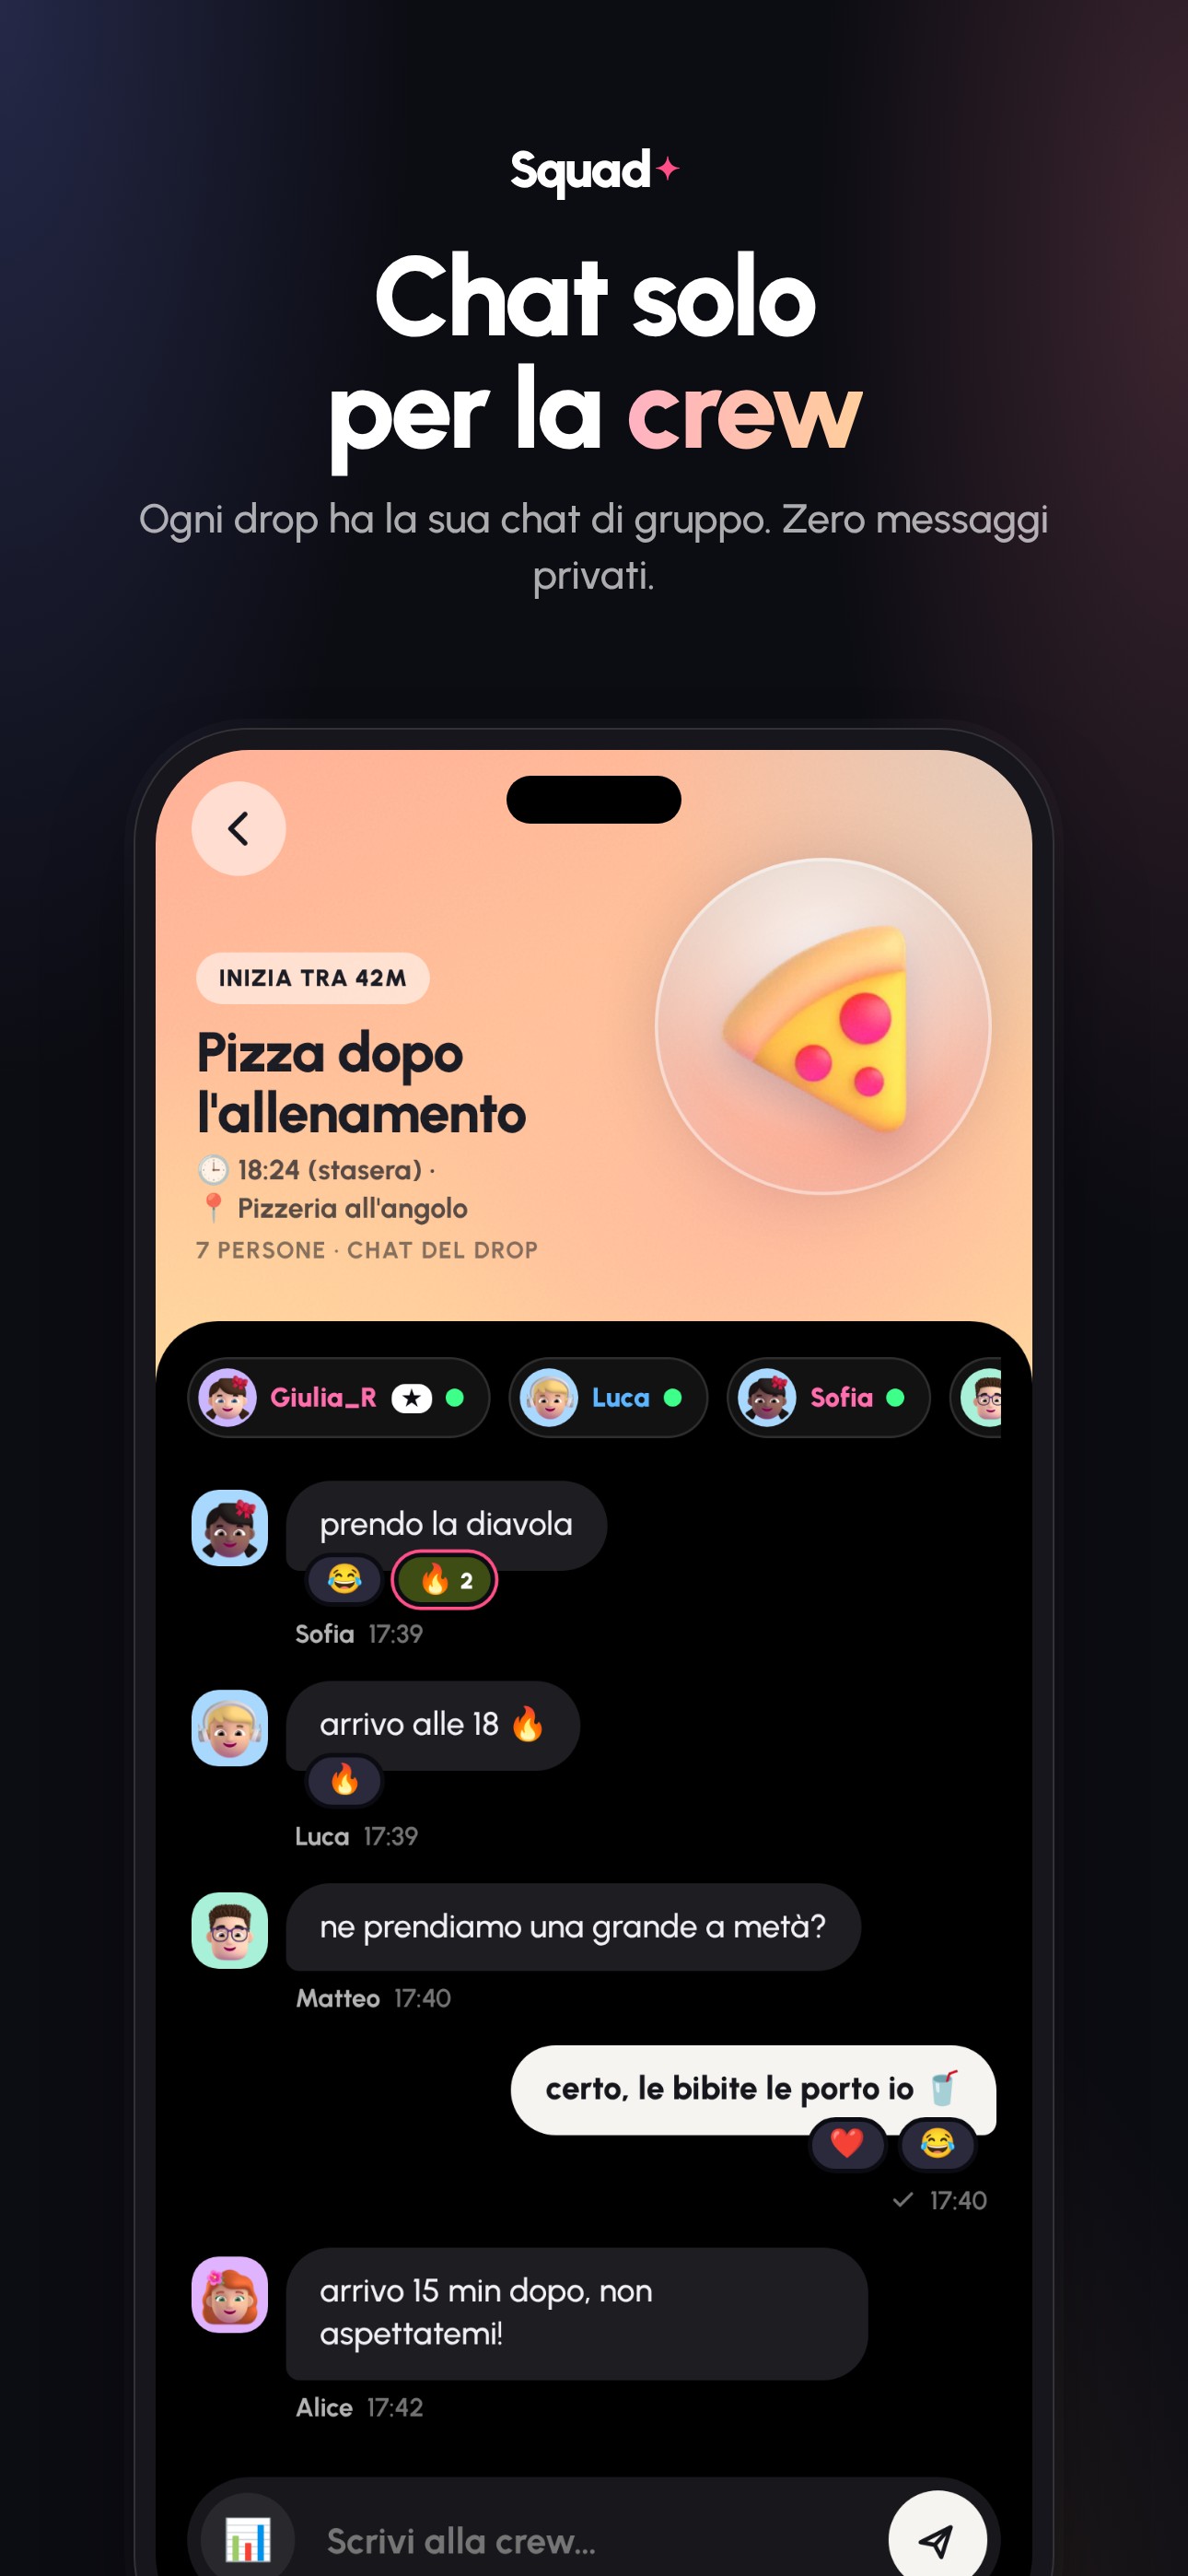 Squad
Chat solo
per la crew
Ogni drop ha la sua chat di gruppo. Zero messaggi
privati.
INIZIA TRA 42M
Pizza dopo
l'allenamento
🕒 18:24 (stasera) ·
📍 Pizzeria all'angolo
7 PERSONE · CHAT DEL DROP
Giulia_R ★ Luca Sofia
prendo la diavola
😂 🔥 2
Sofia 17:39
arrivo alle 18 🔥
🔥
Luca 17:39
ne prendiamo una grande a metà?
Matteo 17:40
certo, le bibite le porto io 🥤
❤️ 😂
✓ 17:40
arrivo 15 min dopo, non
aspettatemi!
Alice 17:42
Scrivi alla crew...